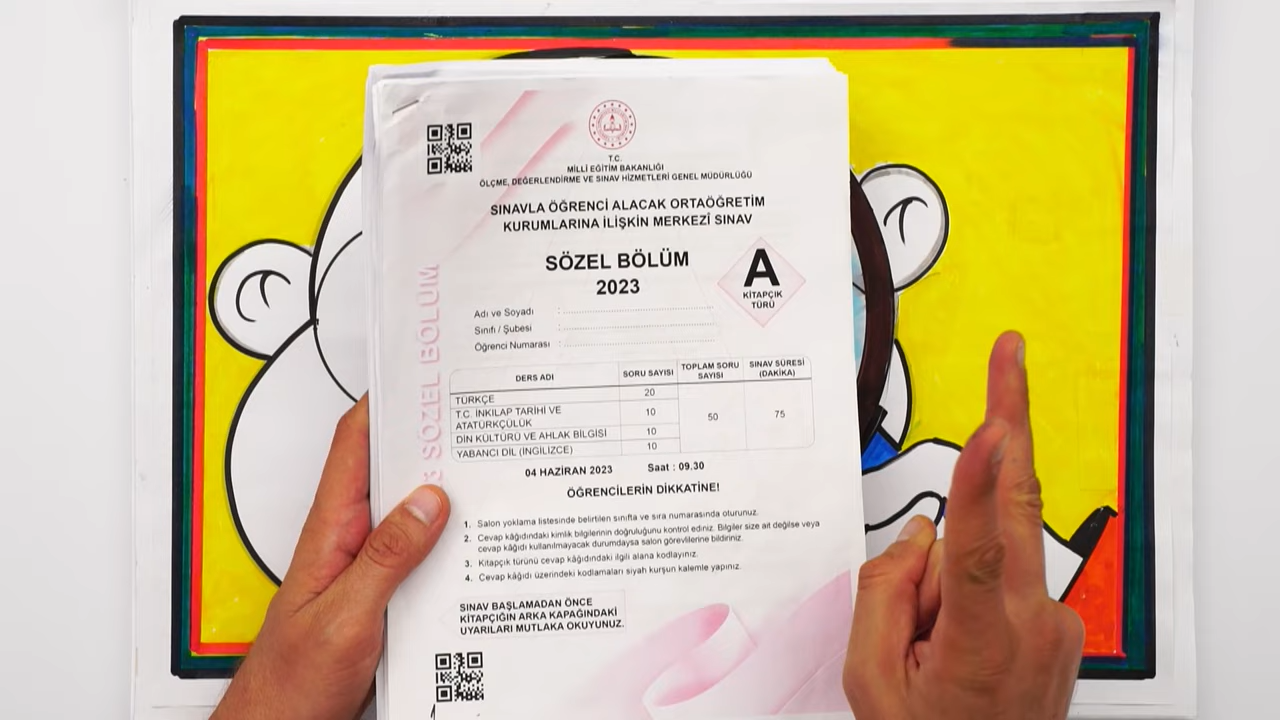 T.C.
MİLLİ EĞİTİM BAKANLIĞI
ÖLÇME, DEĞERLENDİRME VE SINAV HİZMETLERİ GENEL MÜDÜRLÜĞÜ
SINAVLA ÖĞRENCİ ALACAK ORTAÖĞRETİM
KURUMLARINA İLİŞKİN MERKEZÎ SINAV
SÖZEL BÖLÜM
2023
A
KİTAPÇIK
TÜRÜ
Adı ve Soyadı :
Sınıfı / Şubesi :
Öğrenci Numarası :
3 SÖZEL BÖLÜM
DERS ADI SORU SAYISI TOPLAM SORU SAYISI SINAV SÜRESİ (DAKİKA)
TÜRKÇE 20 50 75
T.C. İNKILAP TARİHİ VE
ATATÜRKÇÜLÜK 10
DİN KÜLTÜRÜ VE AHLAK BİLGİSİ 10
YABANCI DİL (İNGİLİZCE) 10
04 HAZİRAN 2023 Saat : 09.30
ÖĞRENCİLERİN DİKKATİNE!
1. Salon yoklama listesinde belirtilen sınıfta ve sıra numarasında oturunuz.
2. Cevap kâğıdındaki kimlik bilgilerinin doğruluğunu kontrol ediniz. Bilgiler size ait değilse veya
cevap kâğıdı kullanılmayacak durumdaysa salon görevlilerine bildiriniz.
3. Kitapçık türünü cevap kâğıdındaki ilgili alana kodlayınız.
4. Cevap kâğıdı üzerindeki kodlamaları siyah kurşun kalemle yapınız.
SINAV BAŞLAMADAN ÖNCE
KİTAPÇIĞIN ARKA KAPAĞINDAKİ
UYARILARI MUTLAKA OKUYUNUZ.